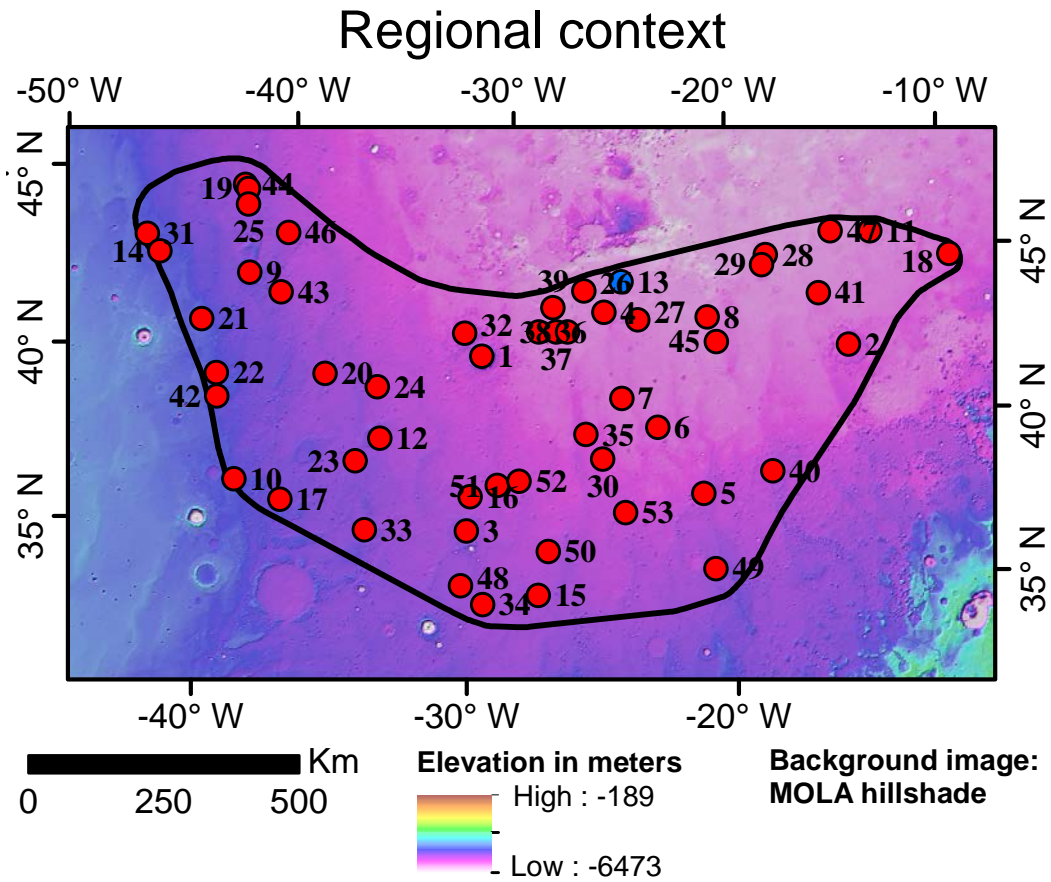 Regional context
-50° W -40° W -30° W -20° W -10° W
45° N
40° N
35° N
45° N
40° N
35° N
19 44
25 46
31
14
9
43
21
22
42
20
24
12
23
10
17
33
39
26
13
32
1
38 36
37
4
27
8
45
29 28
47 11
18
41
2
7
35
6
30
51 16 52
53
5
40
3
50
49
48
34
15
-40° W -30° W -20° W
Km
0 250 500
Elevation in meters
High : -189
Low : -6473
Background image:
MOLA hillshade